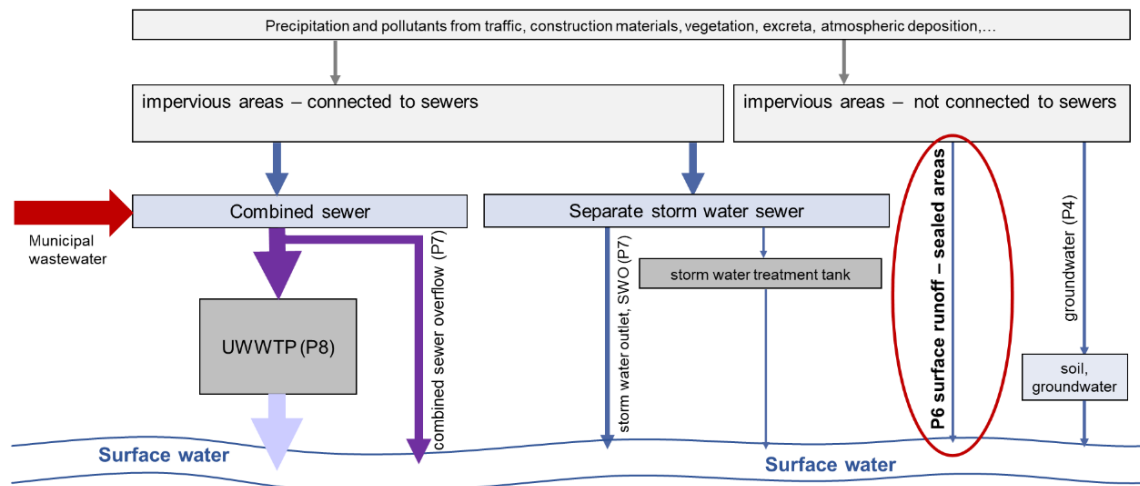 Precipitation and pollutants from traffic, construction materials, vegetation, excreta, atmospheric deposition,…
impervious areas – connected to sewers
impervious areas – not connected to sewers
Combined sewer
Separate storm water sewer
Municipal
wastewater
combined sewer overflow (P7)
storm water outlet, SWO (P7)
storm water treatment tank
P6 surface runoff – sealed areas
groundwater (P4)
UWWTP (P8)
soil,
groundwater
Surface water
Surface water